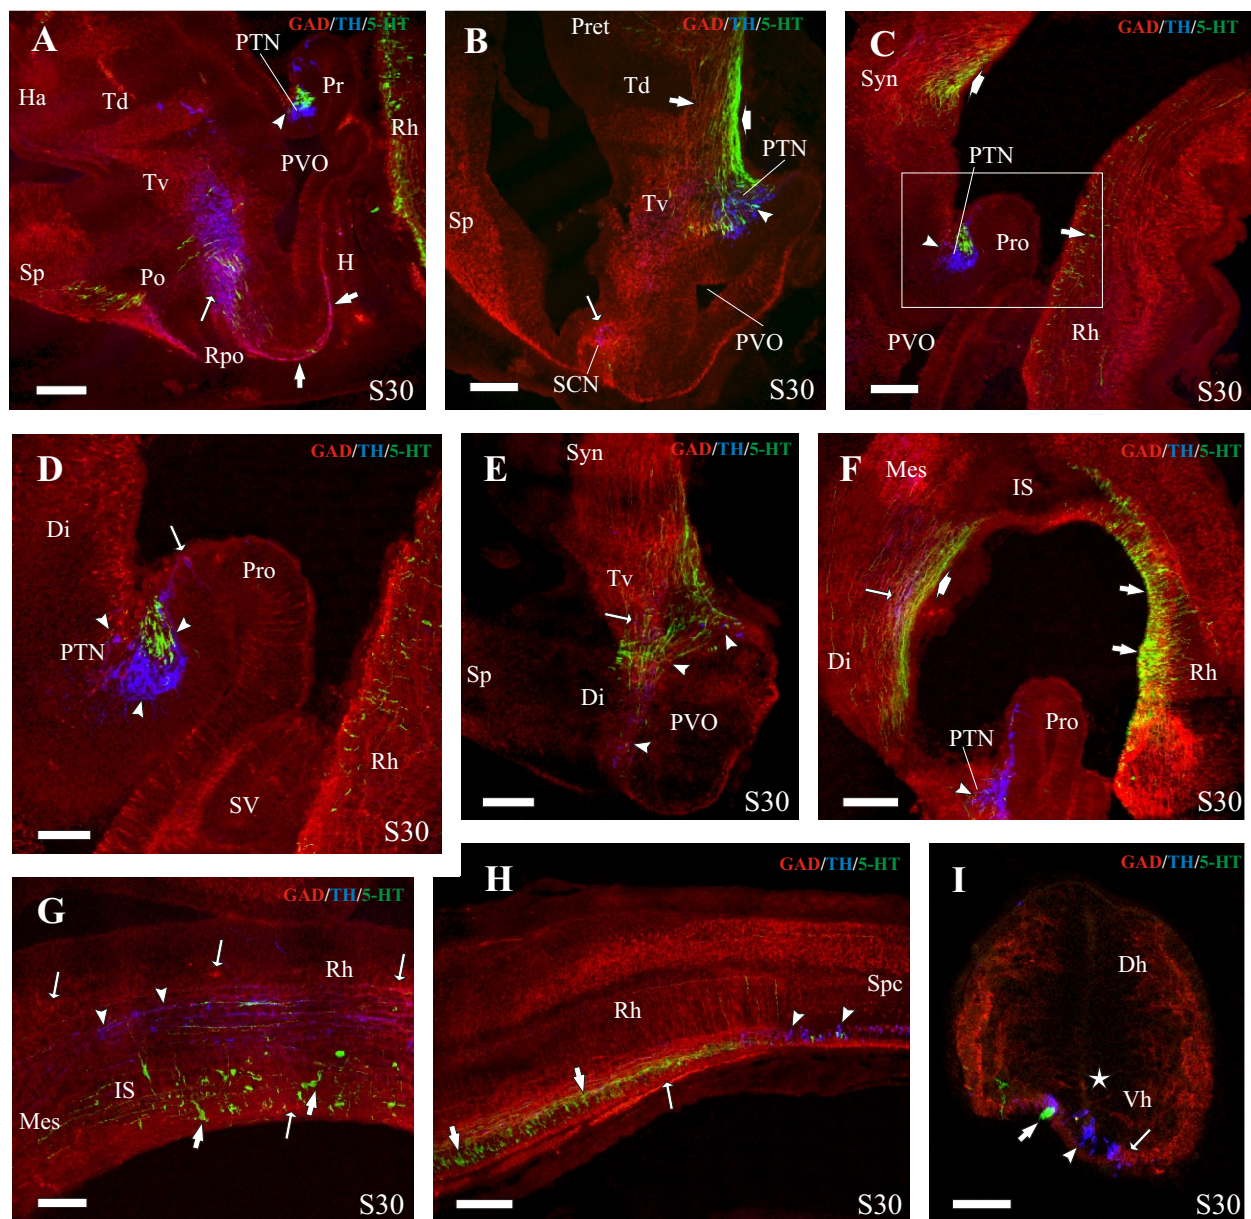 A
GAD/TH/5-HT
PTN
Ha
Td
Pr
Rh
PVO
Tv
Sp
Po
H
Rpo
S30
B
Pret
GAD/TH/5-HT
Td
PTN
Tv
Sp
PVO
SCN
S30
C
GAD/TH/5-HT
Syn
PTN
Pro
PVO
Rh
S30
D
GAD/TH/5-HT
Di
Pro
PTN
Rh
SV
S30
E
Syn
GAD/TH/5-HT
Tv
Sp
Di
PVO
S30
F
GAD/TH/5-HT
Mes
IS
Di
Rh
Pro
PTN
S30
G
GAD/TH/5-HT
Rh
IS
Mes
S30
H
GAD/TH/5-HT
Spc
Rh
S30
I
GAD/TH/5-HT
Dh
Vh
S30